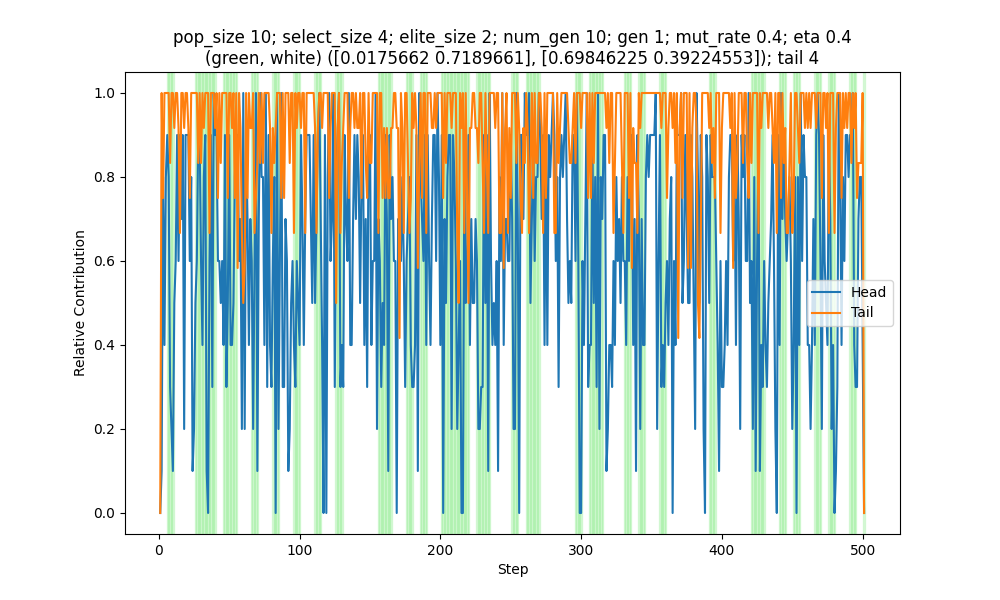 pop_size 10; select_size 4; elite_size 2; num_gen 10; gen 1; mut_rate 0.4; eta 0.4
(green, white) ([0.0175662 0.7189661], [0.69846225 0.39224553]); tail 4
1.0
0.8
0.6
0.4
0.2
0.0
Relative Contribution
Head
Tail
0
100
200
300
400
500
Step